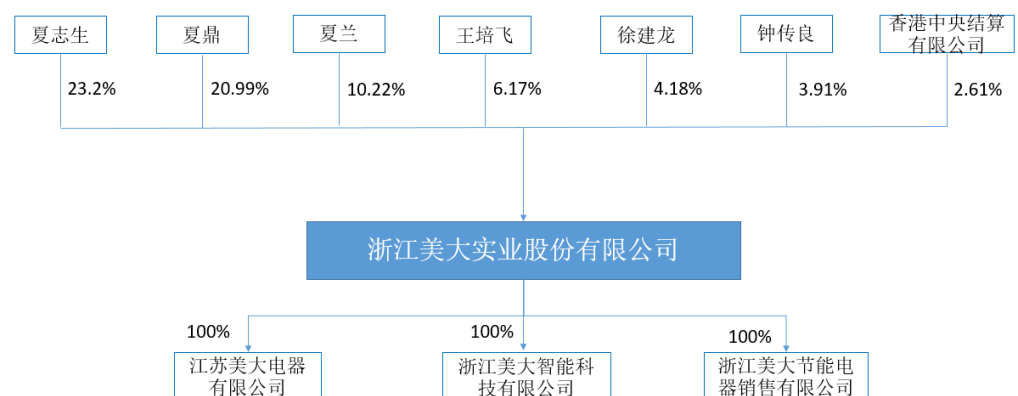 夏志生
夏鼎
夏兰
王培飞
徐建龙
钟传良
香港中央结算
有限公司
23.2%
20.99%
10.22%
6.17%
4.18%
3.91%
2.61%
浙江美大实业股份有限公司
100%
100%
100%
江苏美大电器
有限公司
浙江美大智能科
技有限公司
浙江美大节能电
器销售有限公司